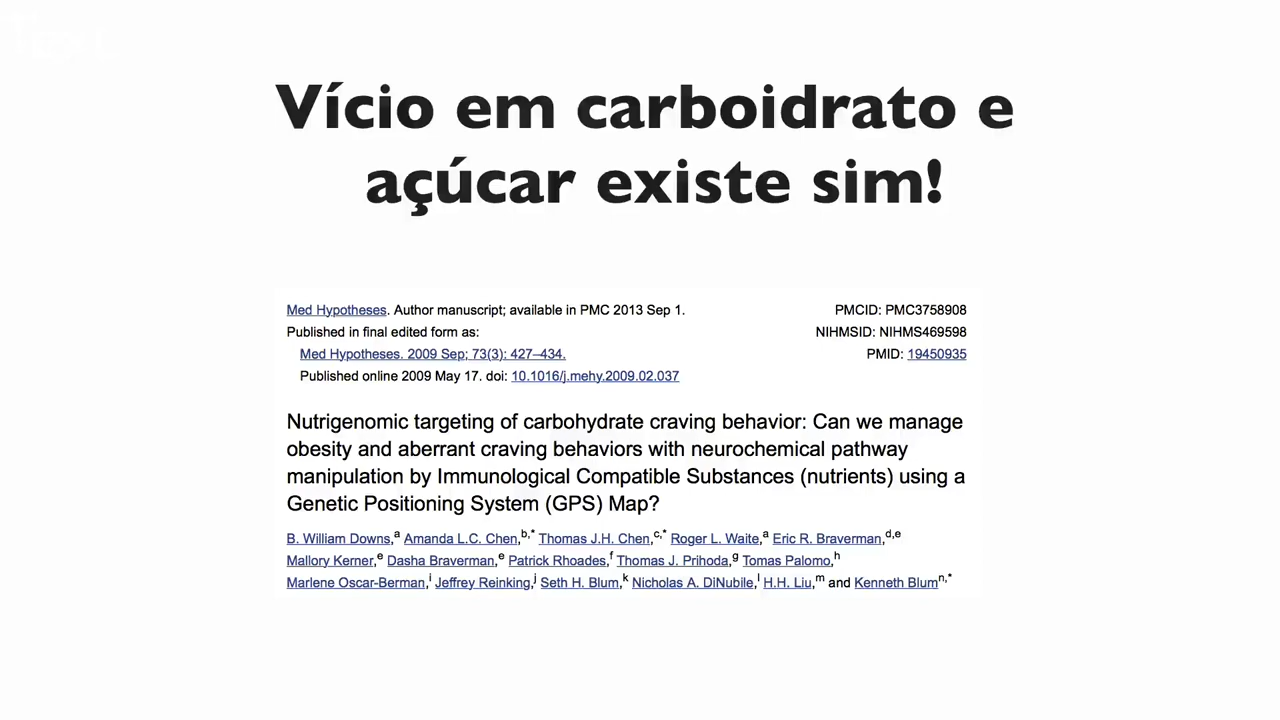 Vício em carboidrato e
açúcar existe sim!
Med Hypotheses. Author manuscript; available in PMC 2013 Sep 1.
PMCID: PMC3758908
Published in final edited form as:
NIHMSID: NIHMS469598
Med Hypotheses. 2009 Sep; 73(3): 427–434.
PMID: 19450935
Published online 2009 May 17. doi: 10.1016/j.mehy.2009.02.037
Nutrigenomic targeting of carbohydrate craving behavior: Can we manage
obesity and aberrant craving behaviors with neurochemical pathway
manipulation by Immunological Compatible Substances (nutrients) using a
Genetic Positioning System (GPS) Map?
B. William Downs,a Amanda L.C. Chen,b,* Thomas J.H. Chen,c,* Roger L. Waite,a Eric R. Braverman,d,e
Mallory Kerner,e Dasha Braverman,e Patrick Rhoades,f Thomas J. Prihoda,g Tomas Palomo,h
Marlene Oscar-Berman,i Jeffrey Reinking,j Seth H. Blum,k Nicholas A. DiNubile,l H.H. Liu,m and Kenneth Blumn,*